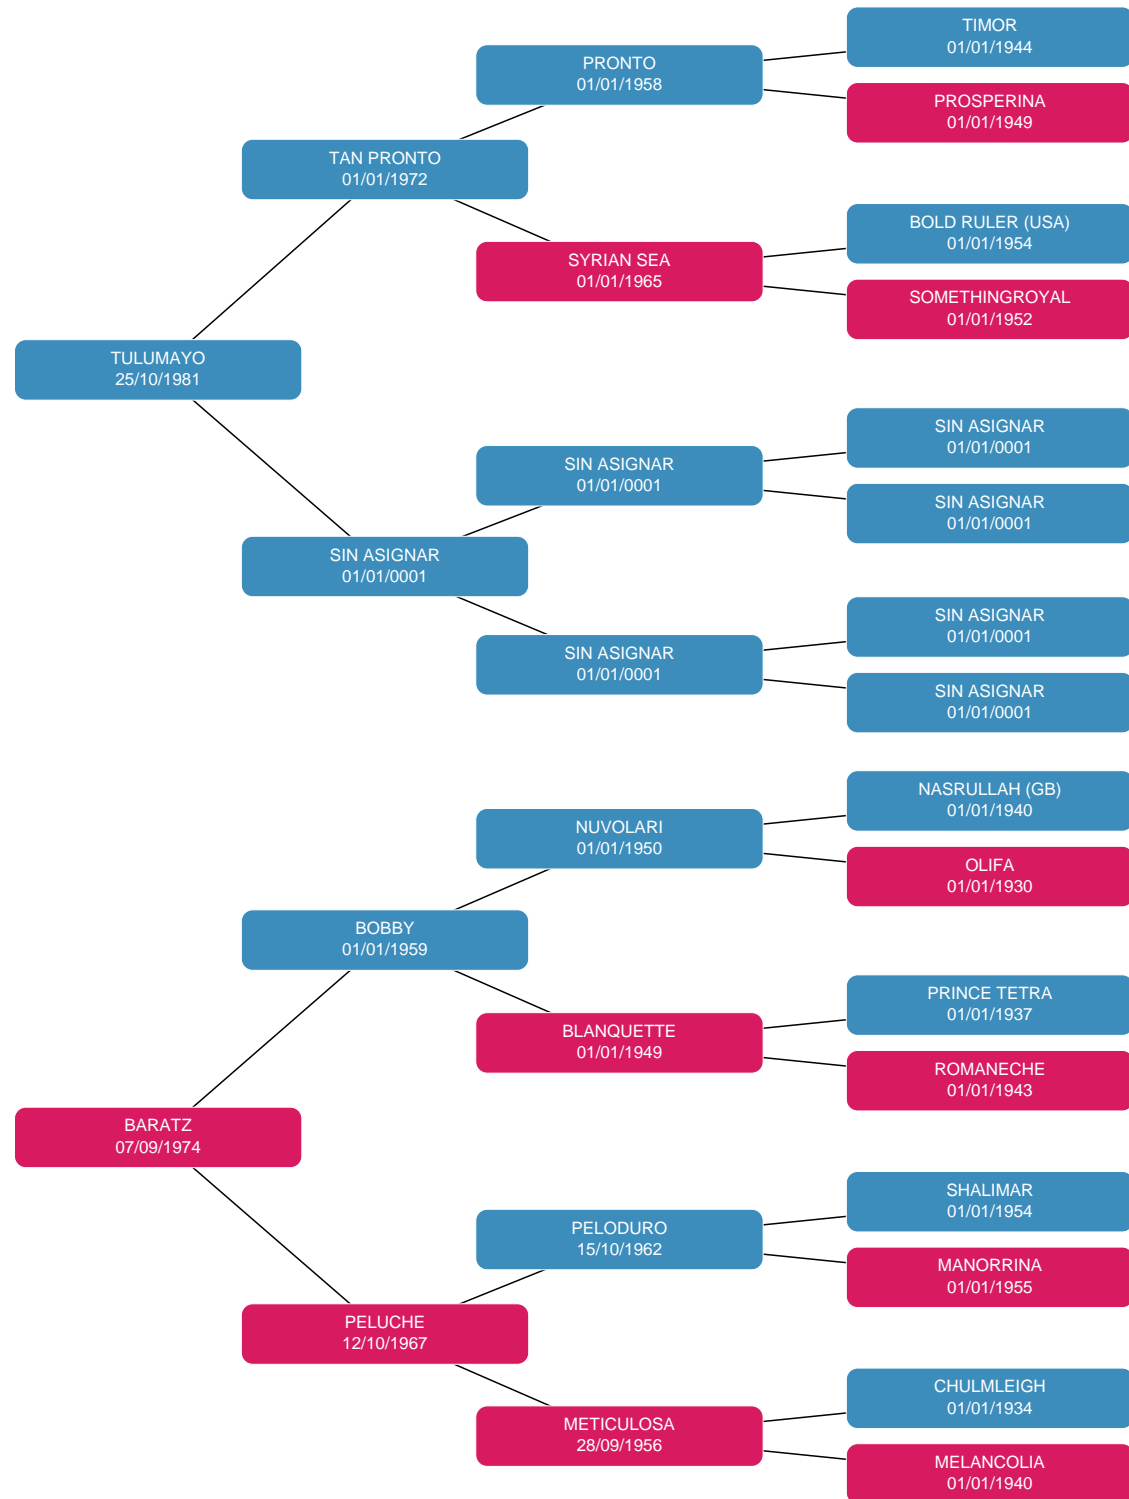 TIMOR
01/01/1944
PRONTO
01/01/1958
PROSPERINA
01/01/1949
TAN PRONTO
01/01/1972
BOLD RULER (USA)
01/01/1954
SYRIAN SEA
01/01/1965
SOMETHINGROYAL
01/01/1952
TULUMAYO
25/10/1981
SIN ASIGNAR
01/01/0001
SIN ASIGNAR
01/01/0001
SIN ASIGNAR
01/01/0001
SIN ASIGNAR
01/01/0001
SIN ASIGNAR
01/01/0001
SIN ASIGNAR
01/01/0001
SIN ASIGNAR
01/01/0001
NASRULLAH (GB)
01/01/1940
NUVOLARI
01/01/1950
OLIFA
01/01/1930
BOBBY
01/01/1959
PRINCE TETRA
01/01/1937
BLANQUETTE
01/01/1949
ROMANECHE
01/01/1943
BARATZ
07/09/1974
SHALIMAR
01/01/1954
PELODURO
15/10/1962
MANORRINA
01/01/1955
PELUCHE
12/10/1967
CHULMLEIGH
01/01/1934
METICULOSA
28/09/1956
MELANCOLIA
01/01/1940